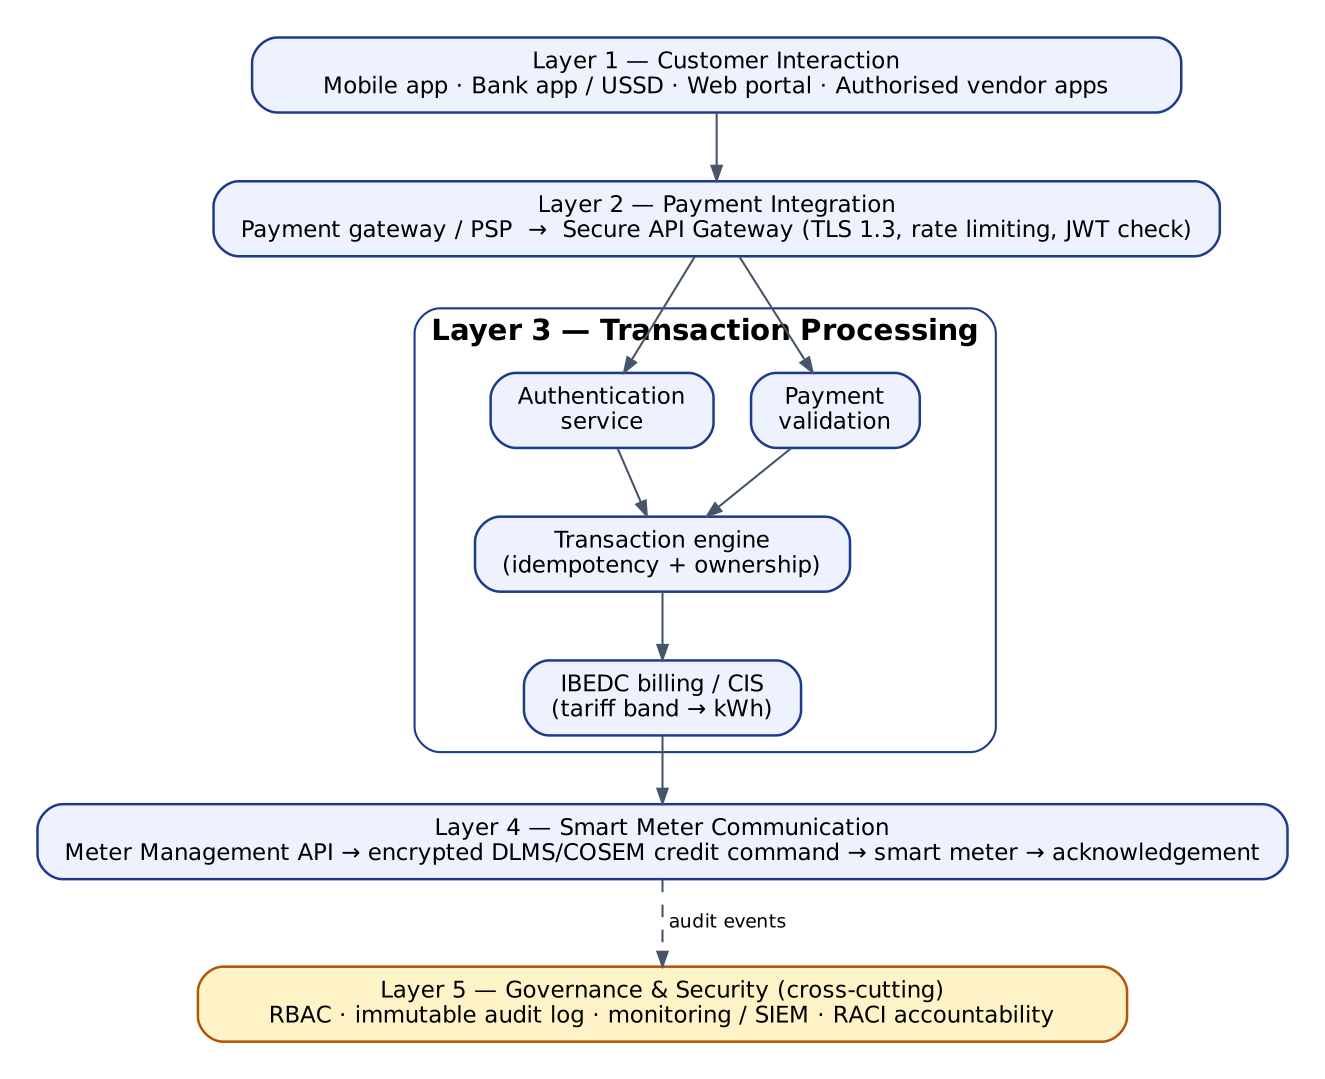 Layer 1 — Customer Interaction
Mobile app · Bank app / USSD · Web portal · Authorised vendor apps
Layer 2 — Payment Integration
Payment gateway / PSP → Secure API Gateway (TLS 1.3, rate limiting, JWT check)
Layer 3 — Transaction Processing
Authentication
service
Payment
validation
Transaction engine
(idempotency + ownership)
IBEDC billing / CIS
(tariff band → kWh)
Layer 4 — Smart Meter Communication
Meter Management API → encrypted DLMS/COSEM credit command → smart meter → acknowledgement
audit events
Layer 5 — Governance & Security (cross-cutting)
RBAC · immutable audit log · monitoring / SIEM · RACI accountability